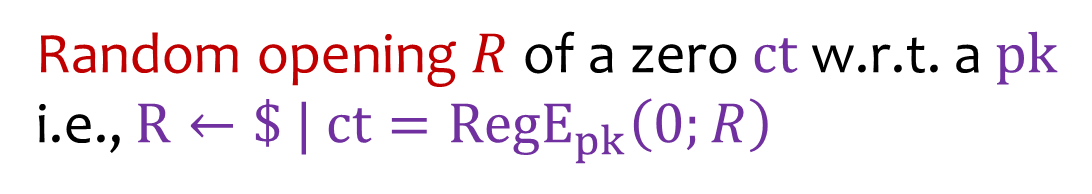 Random opening R of a zero ct w.r.t. a pk
i.e., R ← $ | ct = RegE_pk(0; R)